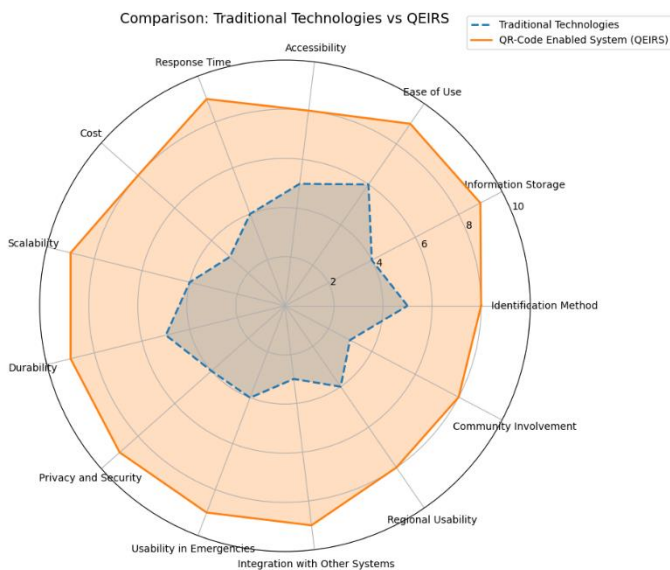 Comparison: Traditional Technologies vs QEIRS
Traditional Technologies
QR-Code Enabled System (QEIRS)
Accessibility
Response Time
Ease of Use
Cost
Information Storage
10
8
6
4
2
Scalability
Identification Method
Durability
Community Involvement
Privacy and Security
Regional Usability
Usability in Emergencies
Integration with Other Systems